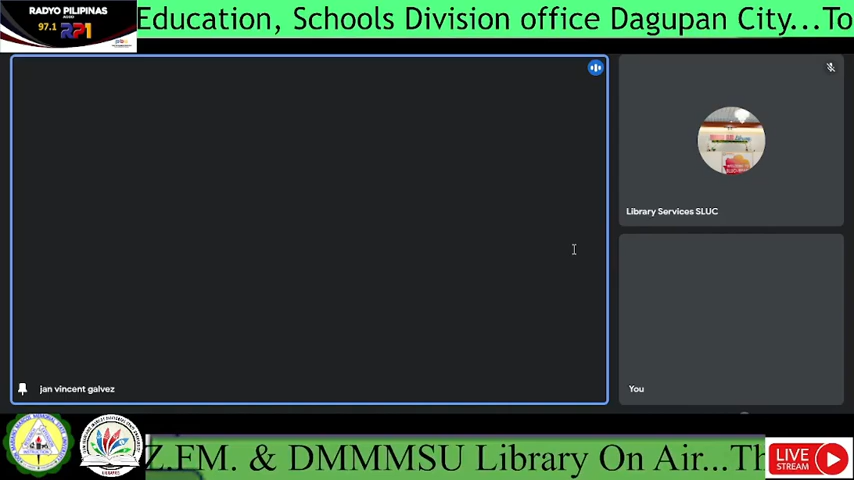 RADYO PILIPINAS
97.1 RP1
Education, Schools Division office Dagupan City...To
Library Services SLUC
jan vincent galvez
You
Z.FM. & DMMMSU Library On Air...Th
LIVE
STREAM